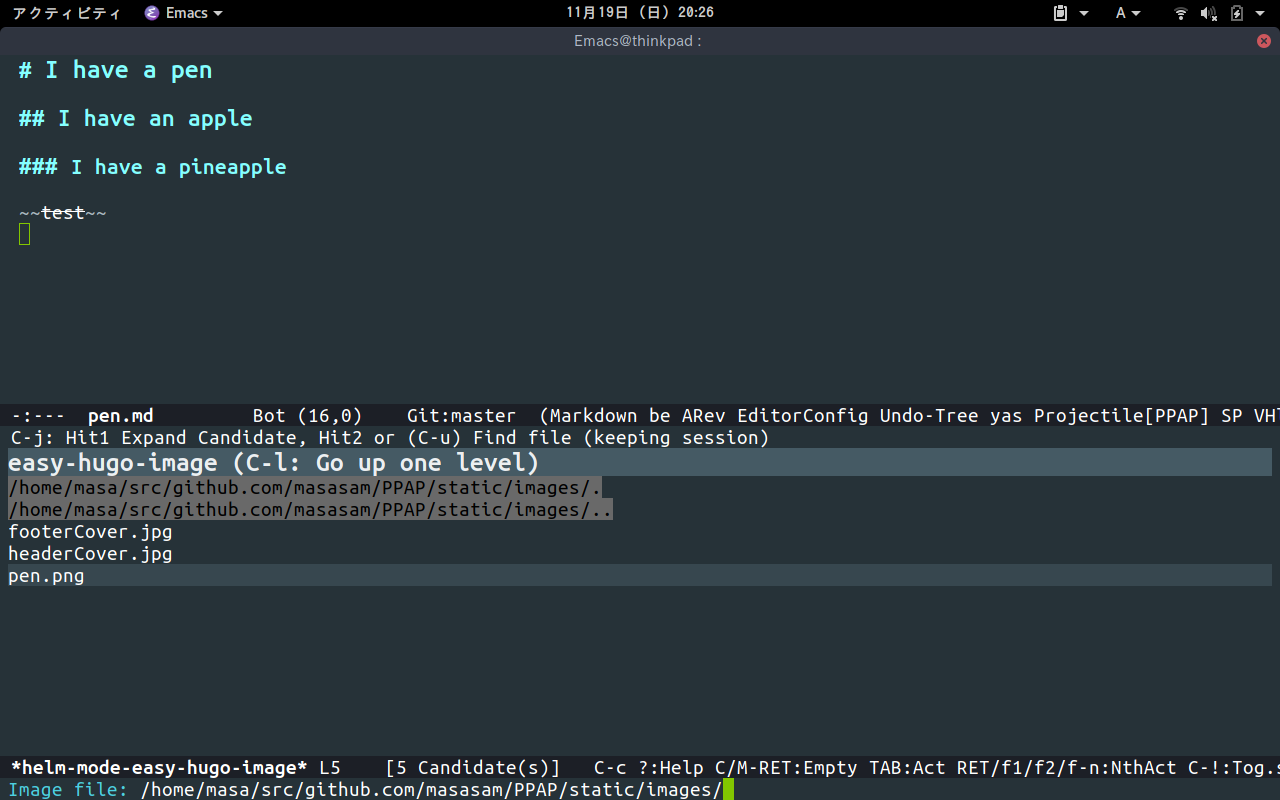 アクティビティ Emacs 11月19日 (日) 20:26 A
Emacs@thinkpad :
# I have a pen
## I have an apple
### I have a pineapple
~~test~~
-:--- pen.md Bot (16,0) Git:master (Markdown be ARev EditorConfig Undo-Tree yas Projectile[PPAP] SP VHl
C-j: Hit1 Expand Candidate, Hit2 or (C-u) Find file (keeping session)
easy-hugo-image (C-l: Go up one level)
/home/masa/src/github.com/masasam/PPAP/static/images/.
/home/masa/src/github.com/masasam/PPAP/static/images/..
footerCover.jpg
headerCover.jpg
pen.png
*helm-mode-easy-hugo-image* L5 [5 Candidate(s)] C-c ?:Help C/M-RET:Empty TAB:Act RET/f1/f2/f-n:NthAct C-!:Tog.s
Image file: /home/masa/src/github.com/masasam/PPAP/static/images/